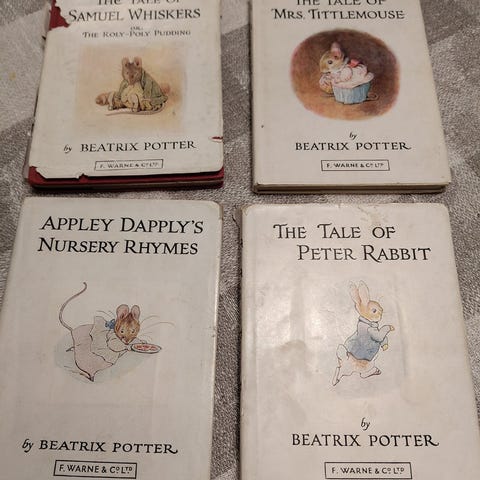 THE TALE OF
SAMUEL WHISKERS
OR
THE ROLY-POLY PUDDING
by BEATRIX POTTER
F. WARNE & Cº LTD
THE TALE OF
MRS. TITTLEMOUSE
by
BEATRIX POTTER
F. WARNE & Cº LTD
APPLEY DAPPLY'S
NURSERY RHYMES
by BEATRIX POTTER
F. WARNE & Cº LTD
THE TALE OF
PETER RABBIT
by
BEATRIX POTTER
F. WARNE & Cº LTD